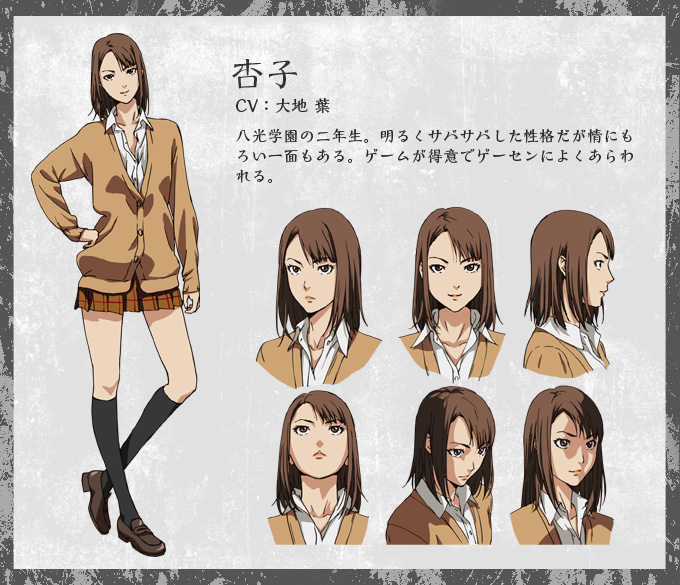 杏子
CV：大地 葉
八光学園の二年生。明るくサバサバした性格だが情にも
ろい一面もある。ゲームが得意でゲーセンによくあらわ
れる。